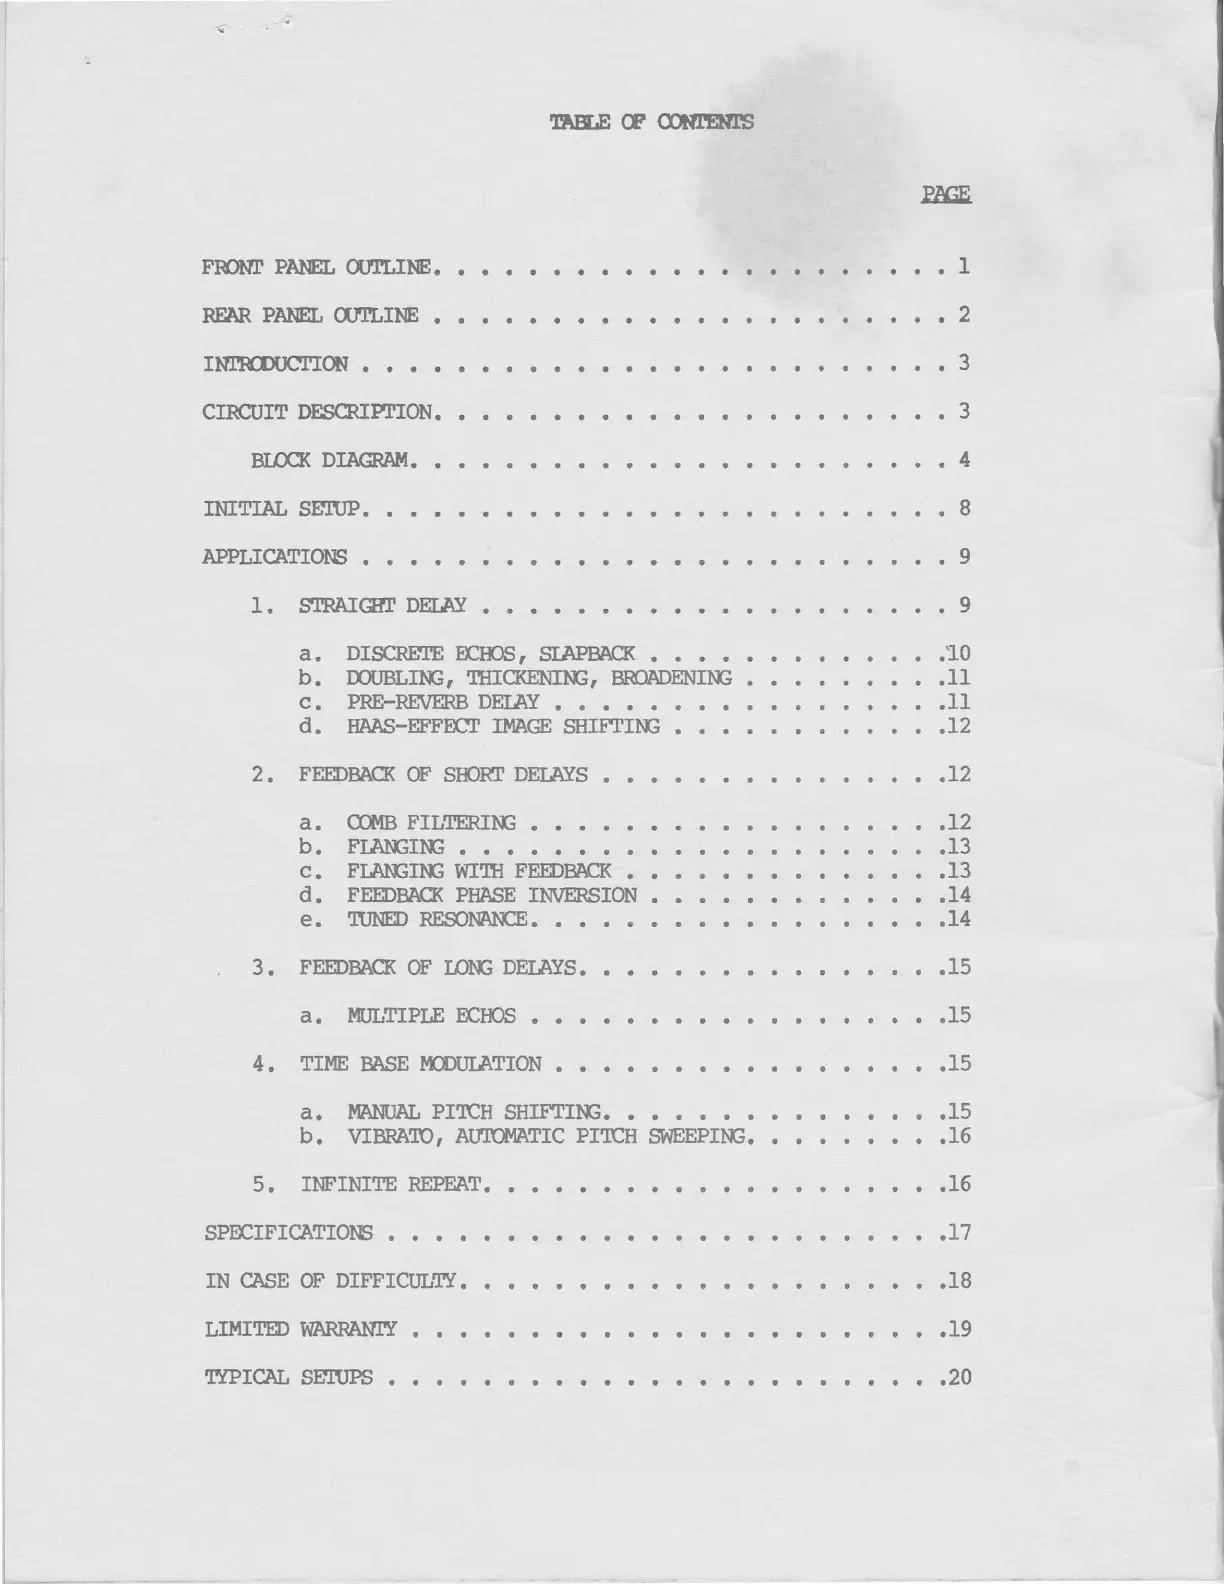 TABLE OF CONTENTS
PAGE
FRONT PANEL OUTLINE. . . . . . . . . . . . . . . . . . . . . . 1
REAR PANEL OUTLINE . . . . . . . . . . . . . . . . . . . . . . 2
INTRODUCTION . . . . . . . . . . . . . . . . . . . . . . . . . 3
CIRCUIT DESCRIPTION. . . . . . . . . . . . . . . . . . . . . . 3
BLOCK DIAGRAM. . . . . . . . . . . . . . . . . . . . . . . 4
INITIAL SETUP. . . . . . . . . . . . . . . . . . . . . . . . . 8
APPLICATIONS . . . . . . . . . . . . . . . . . . . . . . . . . 9
1. STRAIGHT DELAY . . . . . . . . . . . . . . . . . . . . 9
a. DISCRETE ECHOS, SLAPBACK . . . . . . . . . . . . .10
b. DOUBLING, THICKENING, BROADENING . . . . . . . . .11
c. PRE-REVERB DELAY . . . . . . . . . . . . . . . . .11
d. HAAS-EFFECT IMAGE SHIFTING . . . . . . . . . . . .12
2. FEEDBACK OF SHORT DELAYS . . . . . . . . . . . . . . .12
a. COMB FILTERING . . . . . . . . . . . . . . . . . .12
b. FLANGING . . . . . . . . . . . . . . . . . . . . .13
c. FLANGING WITH FEEDBACK . . . . . . . . . . . . . .13
d. FEEDBACK PHASE INVERSION . . . . . . . . . . . . .14
e. TUNED RESONANCE. . . . . . . . . . . . . . . . . .14
3. FEEDBACK OF LONG DELAYS. . . . . . . . . . . . . . . .15
a. MULTIPLE ECHOS . . . . . . . . . . . . . . . . . .15
4. TIME BASE MODULATION . . . . . . . . . . . . . . . . .15
a. MANUAL PITCH SHIFTING. . . . . . . . . . . . . . .15
b. VIBRATO, AUTOMATIC PITCH SWEEPING. . . . . . . . .16
5. INFINITE REPEAT. . . . . . . . . . . . . . . . . . . .16
SPECIFICATIONS . . . . . . . . . . . . . . . . . . . . . . . .17
IN CASE OF DIFFICULTY. . . . . . . . . . . . . . . . . . . . .18
LIMITED WARRANTY . . . . . . . . . . . . . . . . . . . . . . .19
TYPICAL SETUPS . . . . . . . . . . . . . . . . . . . . . . . .20